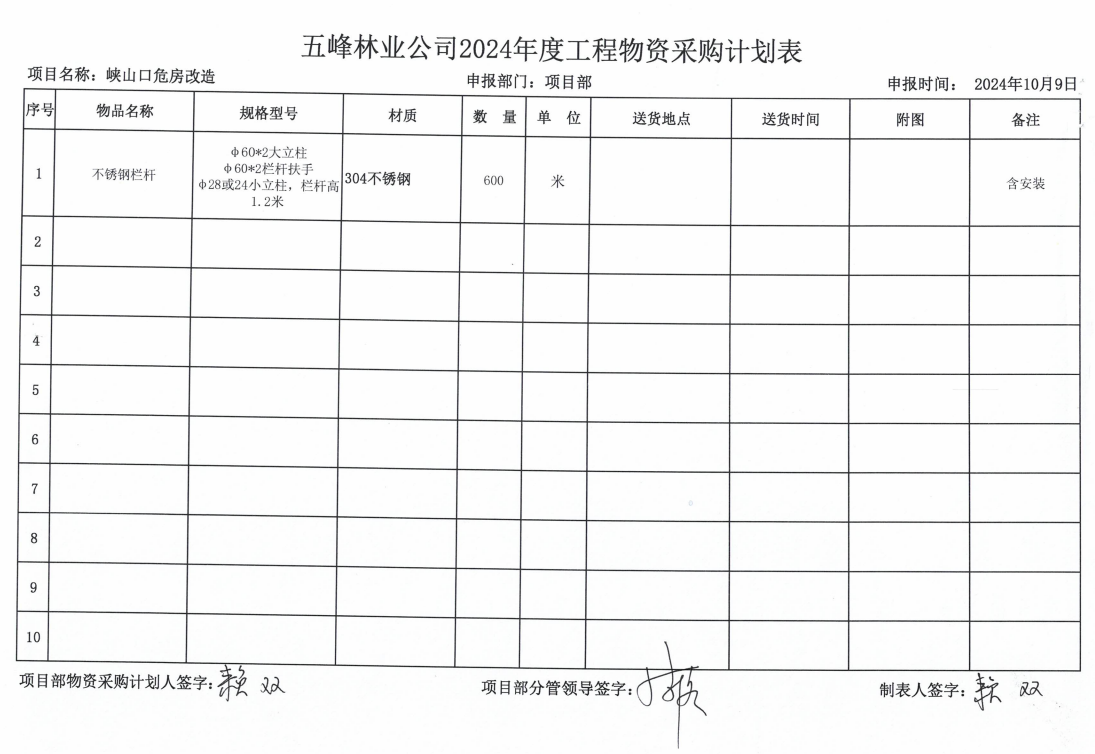 五峰林业公司2024年度工程物资采购计划表
项目名称：峡山口危房改造 申报部门：项目部 申报时间： 2024年10月9日
序号 物品名称 规格型号 材质 数 量 单 位 送货地点 送货时间 附图 备注
1 不锈钢栏杆 φ60*2大立柱 304不锈钢 600 米 含安装
φ60*2栏杆扶手
φ28或24小立柱，栏杆高
1.2米
2
3
4
5
6
7
8
9
10
项目部物资采购计划人签字：赖双双 项目部分管领导签字： 制表人签字：赖双双